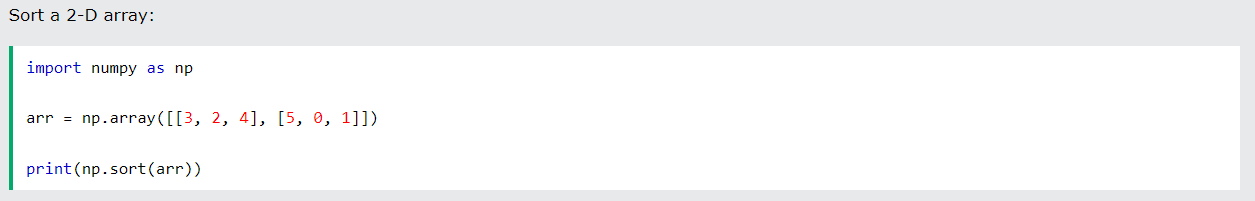 Sort a 2-D array:
import numpy as np
arr = np.array([[3, 2, 4], [5, 0, 1]])
print(np.sort(arr))